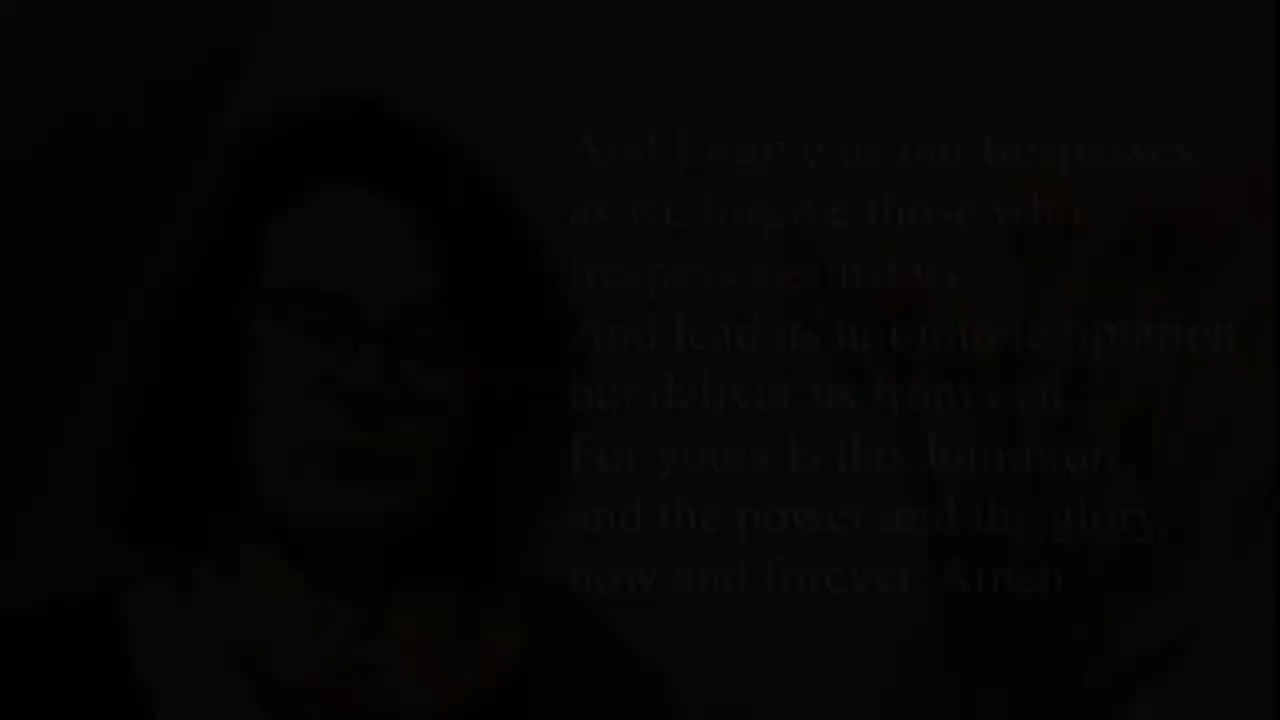 And forgive us our trespasses
as we forgive those who
trespass against us
And lead us not into temptation
but deliver us from evil
For yours is the dominion
and the power and the glory,
now and forever. Amen